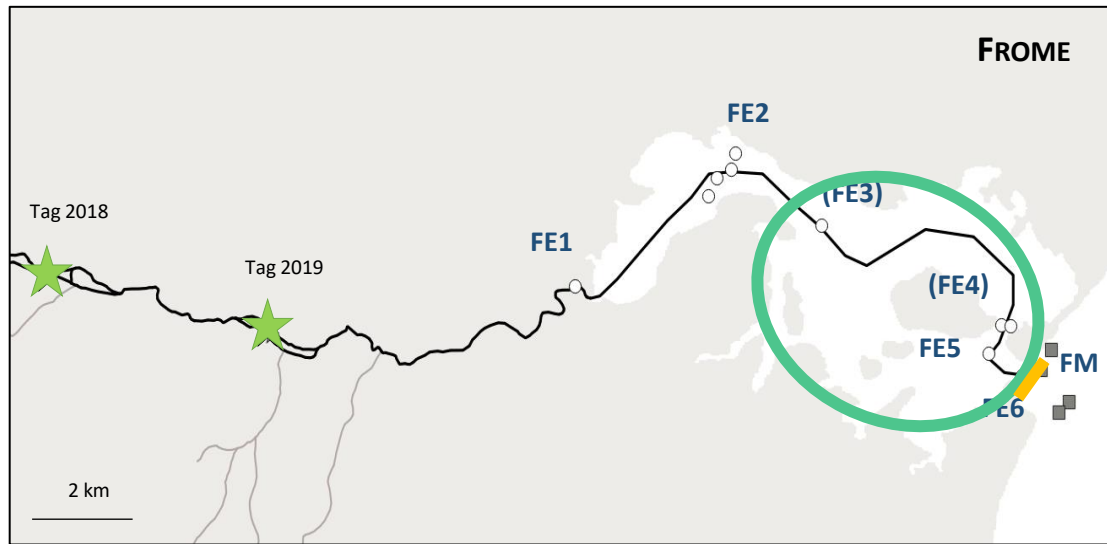 FROME
FE2
Tag 2018
(FE3)
FE1
Tag 2019
(FE4)
FE5
FM
FE6
2 km